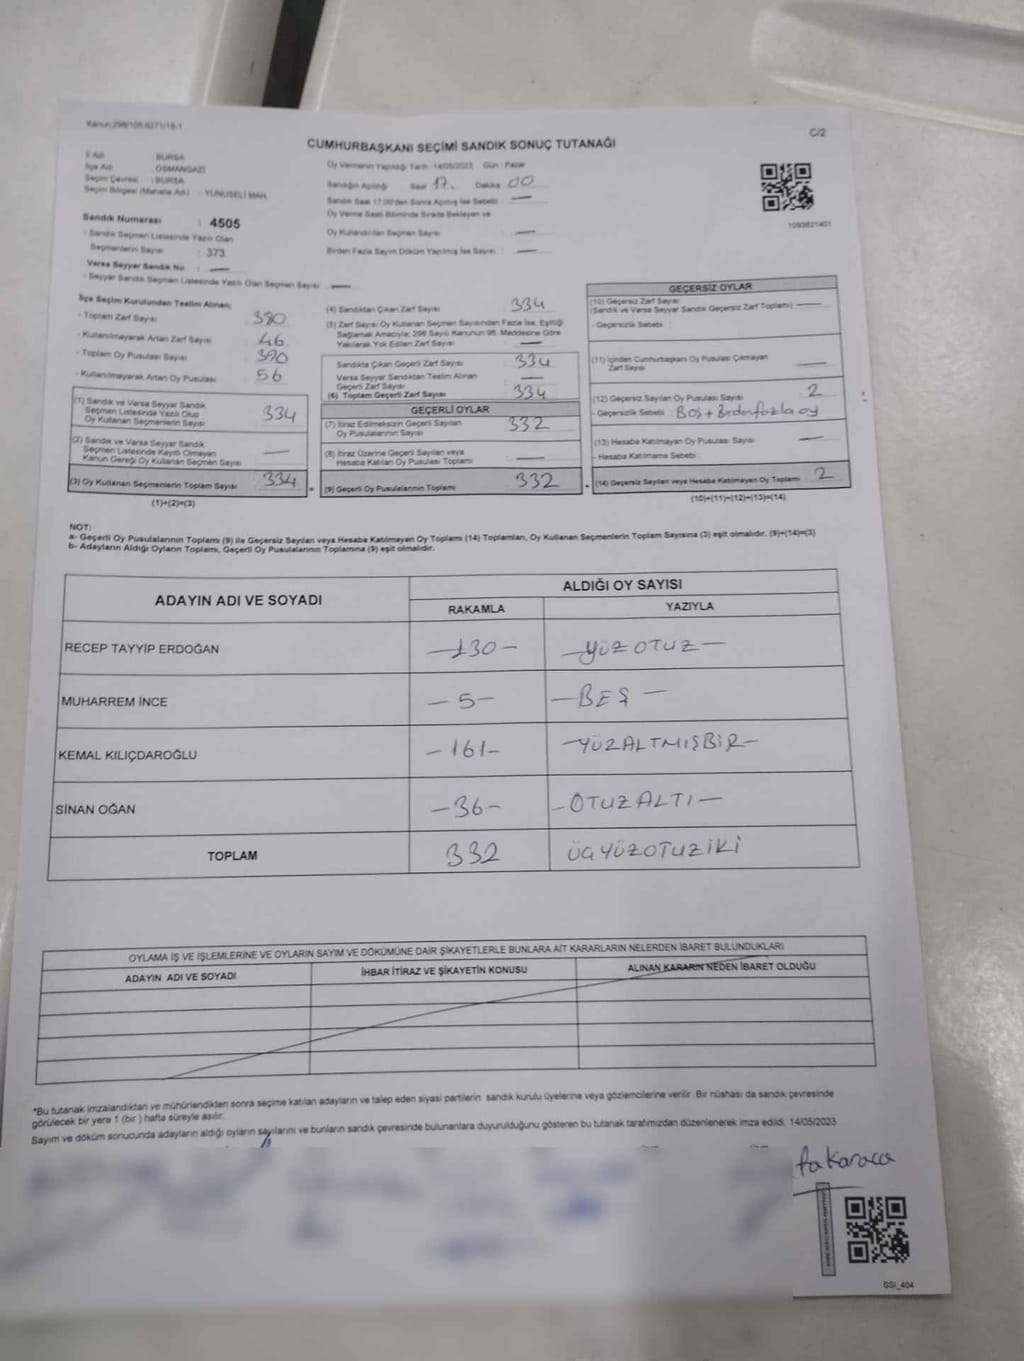 Kanun:298/105,6271/18-1
C/2
CUMHURBAŞKANI SEÇİMİ SANDIK SONUÇ TUTANAĞI
İl Adı : BURSA
İlçe Adı : OSMANGAZİ
Seçim Çevresi : BURSA
Seçim Bölgesi (Mahalle Adı) : YUNUSELİ MAH.
Sandık Numarası : 4505
- Sandık Seçmen Listesinde Yazılı Olan
Seçmenlerin Sayısı : 373
Varsa Seyyar Sandık No : —
- Seyyar Sandık Seçmen Listesinde Yazılı Olan Seçmen Sayısı : —
Oy Vermenin Yapıldığı Tarih : 14/05/2023 Gün : Pazar
Sandığın Açıldığı Saat 17. Dakika 00
Sandık Saat 17.00'den Sonra Açılmış İse Sebebi : —
Oy Verme Saati Bitiminde Sırada Bekleyen ve
Oy Kullandırılan Seçmen Sayısı : —
Birden Fazla Sayım Döküm Yapılmış İse Sayısı : —
İlçe Seçim Kurulundan Teslim Alınan;
- Toplam Zarf Sayısı 380
- Kullanılmayarak Artan Zarf Sayısı 46
- Toplam Oy Pusulası Sayısı 390
- Kullanılmayarak Artan Oy Pusulası 56
(1) Sandık ve Varsa Seyyar Sandık
Seçmen Listesinde Yazılı Olup
Oy Kullanan Seçmenlerin Sayısı 334
(2) Sandık ve Varsa Seyyar Sandık
Seçmen Listesinde Kayıtlı Olmayan
Kanun Gereği Oy Kullanan Seçmen Sayısı —
(3) Oy Kullanan Seçmenlerin Toplam Sayısı 334
(1)+(2)=(3)
(4) Sandıktan Çıkan Zarf Sayısı 334
(5) Zarf Sayısı Oy Kullanan Seçmen Sayısından Fazla İse, Eşitliği
Sağlamak Amacıyla; 298 Sayılı Kanunun 98. Maddesine Göre
Yakılarak Yok Edilen Zarf Sayısı —
Sandıkta Çıkan Geçerli Zarf Sayısı 334
Varsa Seyyar Sandıktan Teslim Alınan
Geçerli Zarf Sayısı —
(6) Toplam Geçerli Zarf Sayısı 334
GEÇERLİ OYLAR
(7) İtiraz Edilmeksizin Geçerli Sayılan
Oy Pusulalarının Sayısı 332
(8) İtiraz Üzerine Geçerli Sayılan veya
Hesaba Katılan Oy Pusulası Toplamı : —
(9) Geçerli Oy Pusulalarının Toplamı 332
GEÇERSİZ OYLAR
(10) Geçersiz Zarf Sayısı
(Sandık ve Varsa Seyyar Sandık Geçersiz Zarf Toplamı) —
- Geçersizlik Sebebi :
(11) İçinden Cumhurbaşkanı Oy Pusulası Çıkmayan
Zarf Sayısı —
(12) Geçersiz Sayılan Oy Pusulası Sayısı 2
- Geçersizlik Sebebi : Boş + Birdenfazla oy
(13) Hesaba Katılmayan Oy Pusulası Sayısı —
- Hesaba Katılmama Sebebi
(14) Geçersiz Sayılan veya Hesaba Katılmayan Oy Toplamı 2
(10)+(11)+(12)+(13)=(14)
1093621401
NOT:
a- Geçerli Oy Pusulalarının Toplamı (9) ile Geçersiz Sayılan veya Hesaba Katılmayan Oy Toplamı (14) Toplamları, Oy Kullanan Seçmenlerin Toplam Sayısına (3) eşit olmalıdır. (9)+(14)=(3)
b- Adayların Aldığı Oyların Toplamı, Geçerli Oy Pusulalarının Toplamına (9) eşit olmalıdır.
ADAYIN ADI VE SOYADI
ALDIĞI OY SAYISI
RAKAMLA YAZIYLA
RECEP TAYYİP ERDOĞAN —130— —YÜZ OTUZ—
MUHARREM İNCE —5— —BEŞ—
KEMAL KILIÇDAROĞLU —161— —YÜZALTMIŞBİR—
SİNAN OĞAN —36— —OTUZALTI—
TOPLAM 332 ÜÇYÜZOTUZİKİ
OYLAMA İŞ VE İŞLEMLERİNE VE OYLARIN SAYIM VE DÖKÜMÜNE DAİR ŞİKAYETLERLE BUNLARA AİT KARARLARIN NELERDEN İBARET BULUNDUKLARI
ADAYIN ADI VE SOYADI İHBAR İTİRAZ VE ŞİKAYETİN KONUSU ALINAN KARARIN NEDEN İBARET OLDUĞU
*Bu tutanak imzalandıktan ve mühürlendikten sonra seçime katılan adayların ve talep eden siyasi partilerin sandık kurulu üyelerine veya gözlemcilerine verilir .Bir nüshası da sandık çevresinde
görülecek bir yere 1 (bir ) hafta süreyle asılır.
Sayım ve döküm sonucunda adayların aldığı oyların sayılarını ve bunların sandık çevresinde bulunanlara duyurulduğunu gösteren bu tutanak tarafımızdan düzenlenerek imza edildi. 14/05/2023
takaraca
SSI_404